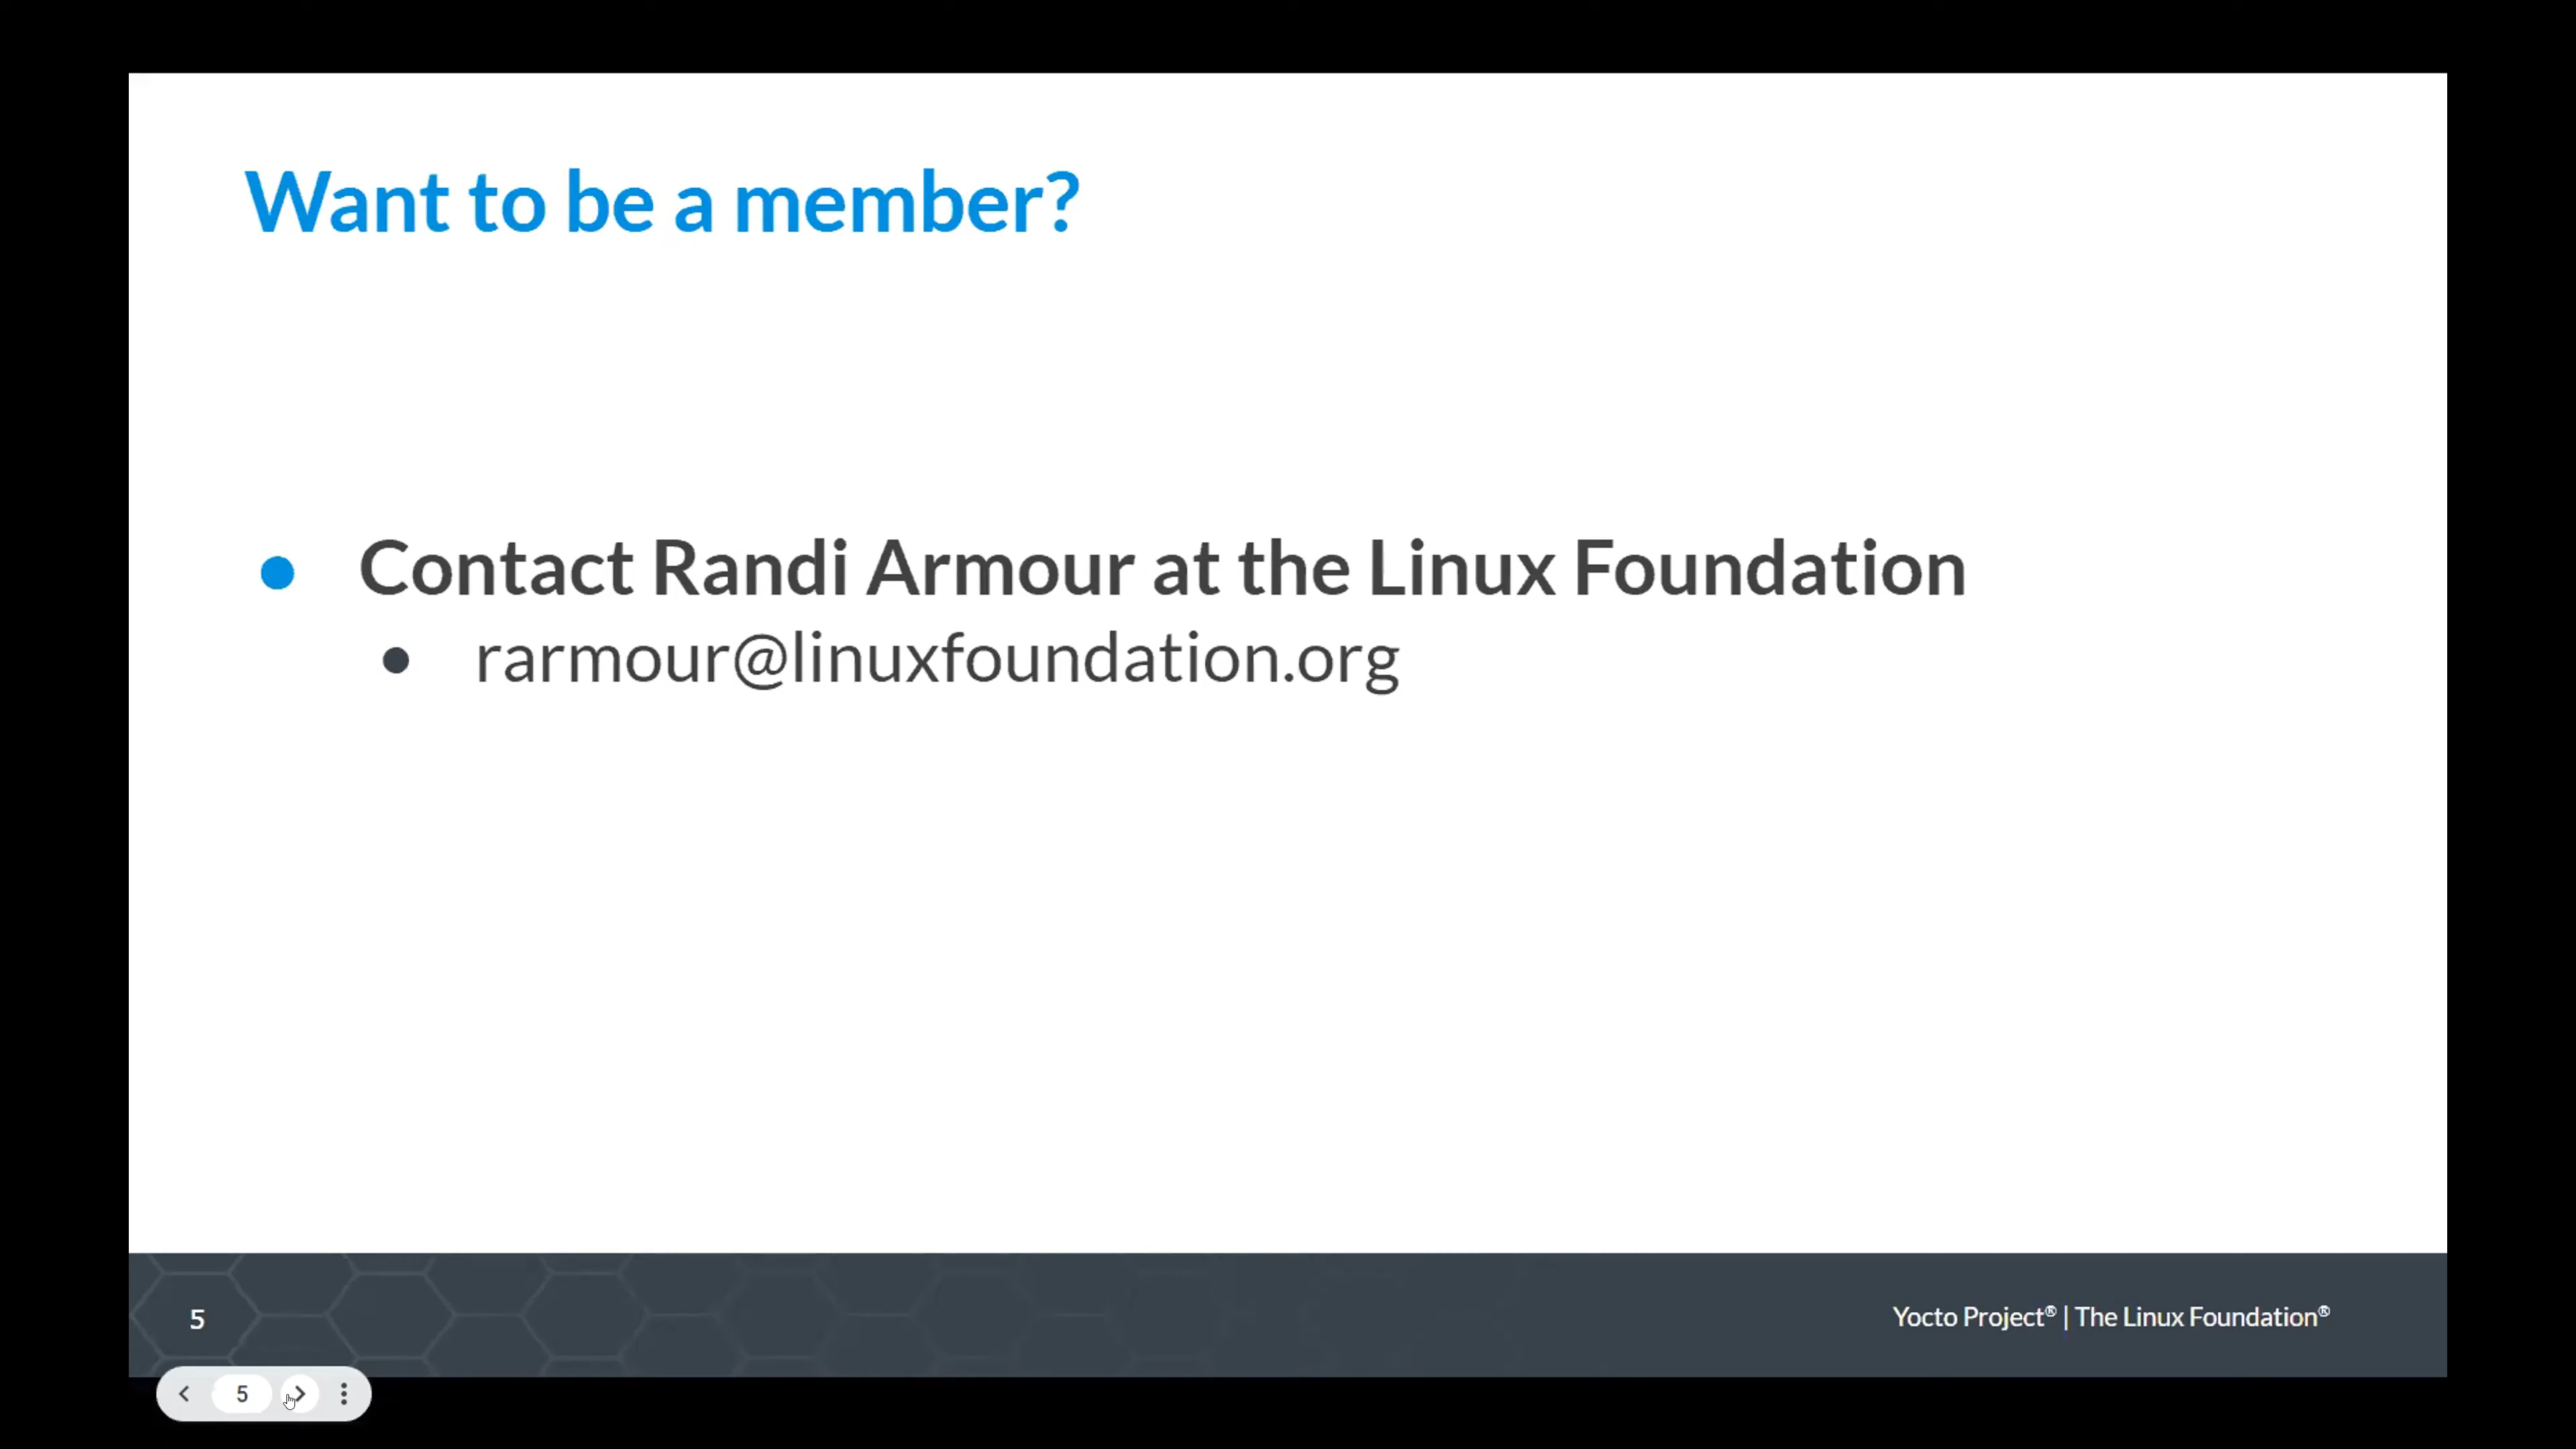 Want to be a member?
● Contact Randi Armour at the Linux Foundation
● rarmour@linuxfoundation.org
5
Yocto Project® | The Linux Foundation®
5